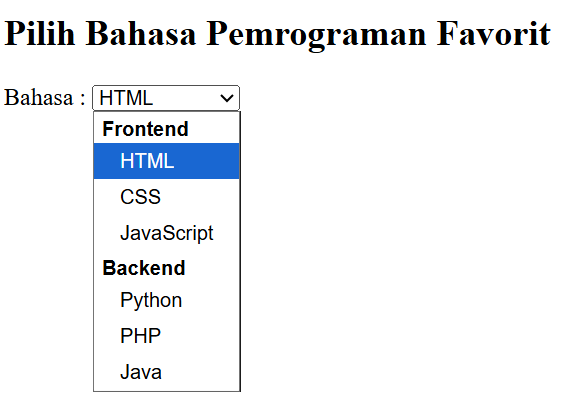 Pilih Bahasa Pemrograman Favorit
Bahasa : HTML
Frontend
HTML
CSS
JavaScript
Backend
Python
PHP
Java